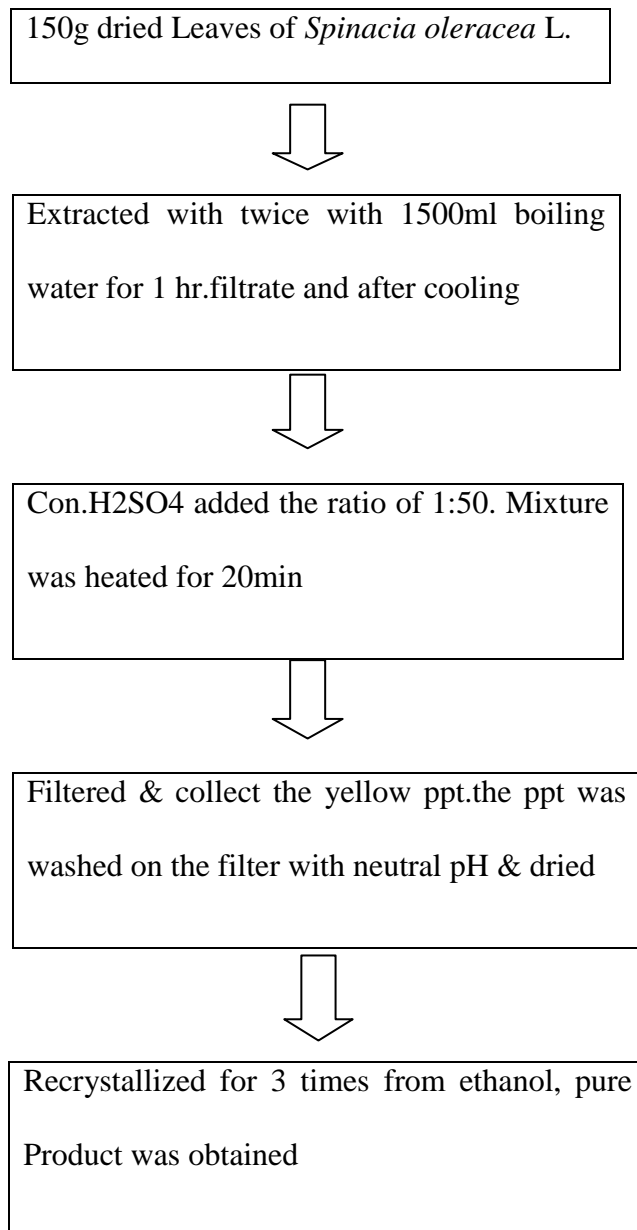 150g dried Leaves of Spinacia oleracea L.
Extracted with twice with 1500ml boiling
water for 1 hr.filtrate and after cooling
Con.H2SO4 added the ratio of 1:50. Mixture
was heated for 20min
Filtered & collect the yellow ppt.the ppt was
washed on the filter with neutral pH & dried
Recrystallized for 3 times from ethanol, pure
Product was obtained